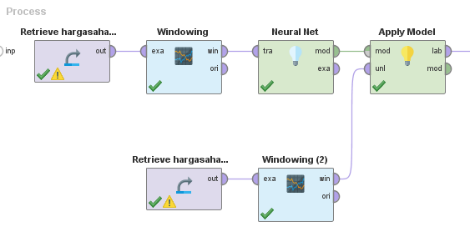 Process
Retrieve hargasaha...
Windowing
Neural Net
Apply Model
inp
out
exa
win
tra
mod
mod
lab
ori
exa
unl
mod
Retrieve hargasaha...
Windowing (2)
out
exa
win
ori